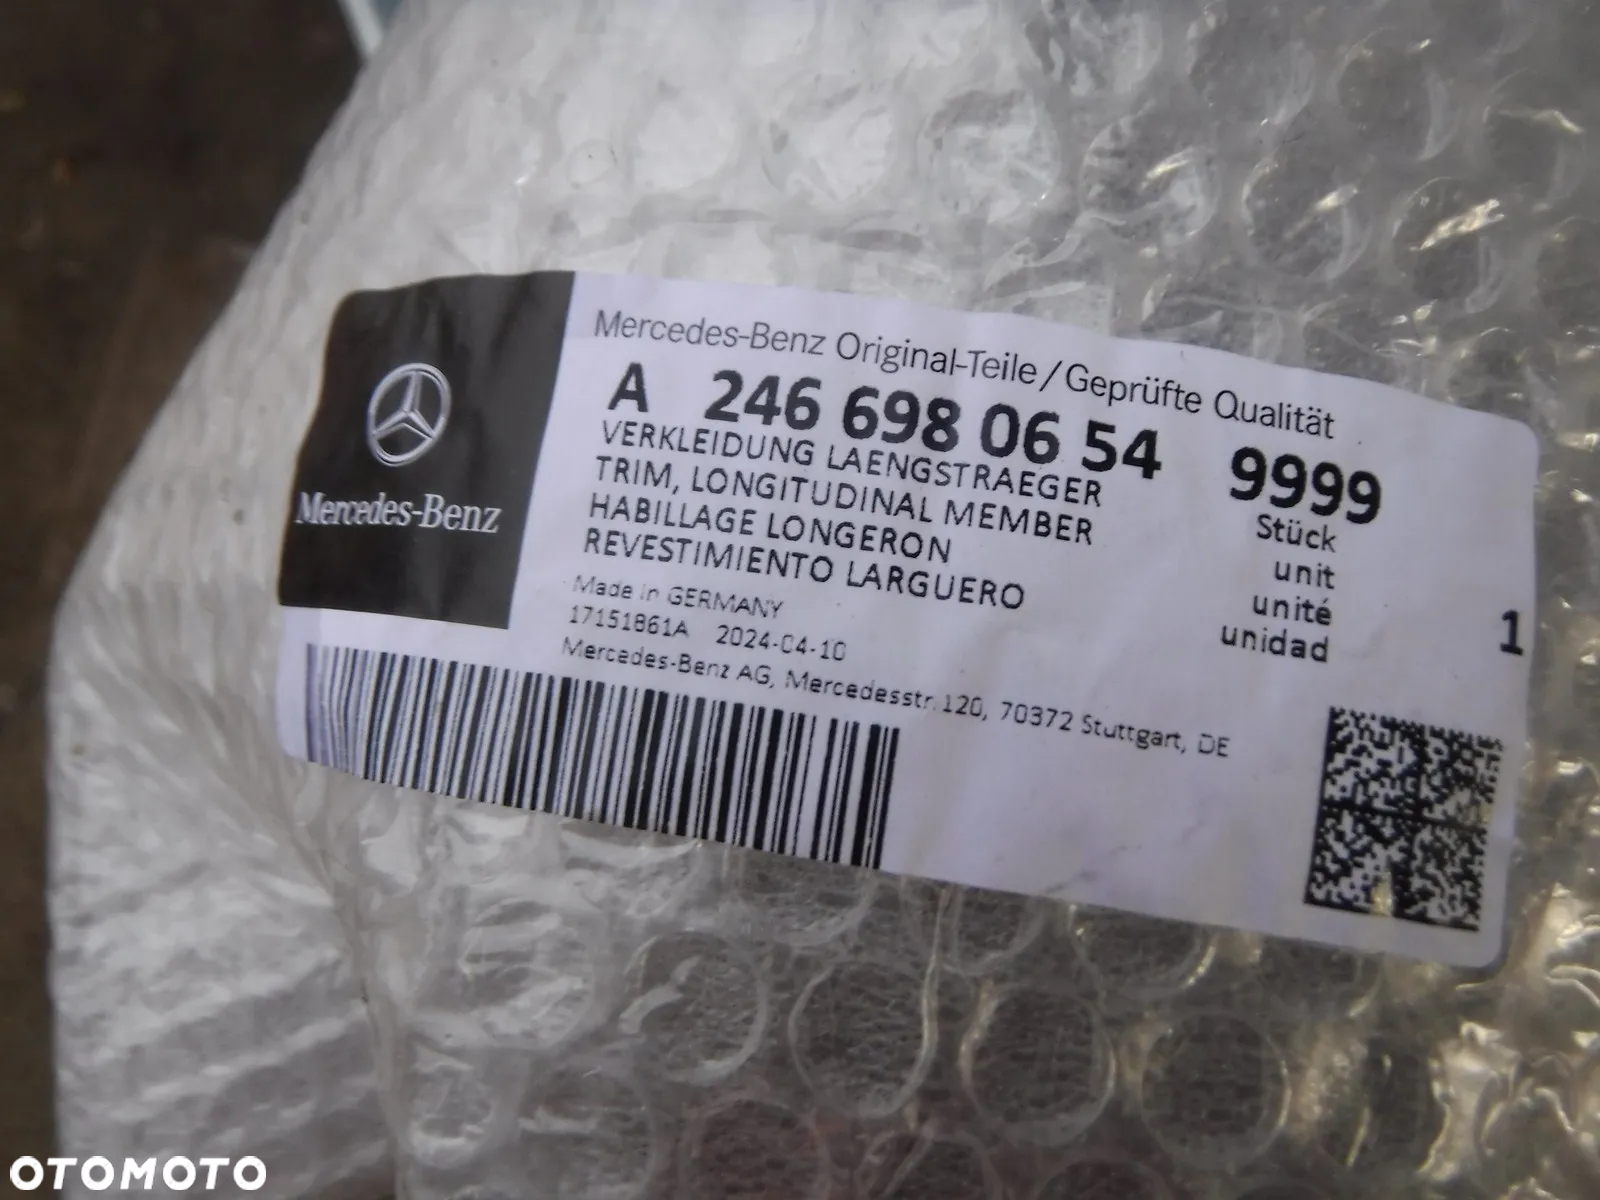 Mercedes-Benz
Mercedes-Benz Original-Teile / Geprüfte Qualität
A 246 698 06 54 9999
VERKLEIDUNG LAENGSTRAEGER
TRIM, LONGITUDINAL MEMBER
HABILLAGE LONGERON
REVESTIMIENTO LARGUERO
Stück
unit
unité
unidad
1
Made in GERMANY
17151861A 2024-04-10
Mercedes-Benz AG, Mercedesstr.120, 70372 Stuttgart, DE
OTOMOTO